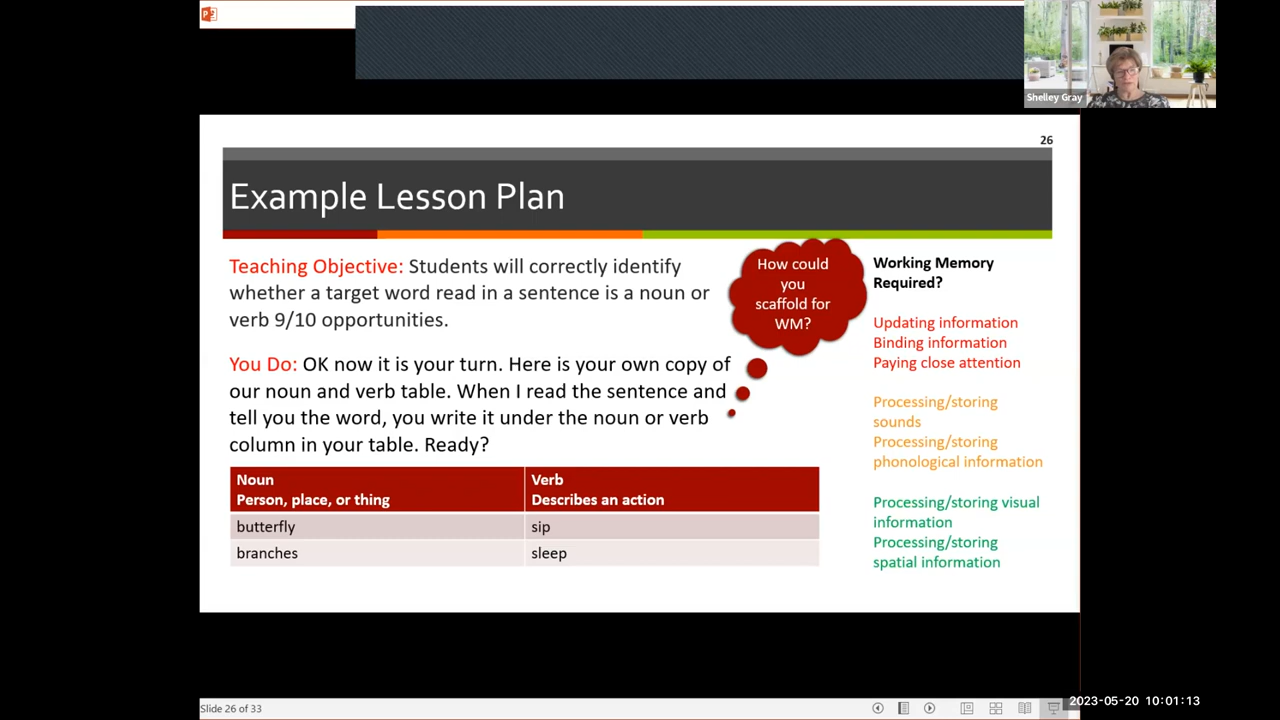 Shelley Gray
26
Example Lesson Plan
Teaching Objective: Students will correctly identify
whether a target word read in a sentence is a noun or
verb 9/10 opportunities.
You Do: OK now it is your turn. Here is your own copy of
our noun and verb table. When I read the sentence and
tell you the word, you write it under the noun or verb
column in your table. Ready?
Noun
Person, place, or thing
Verb
Describes an action
butterfly
sip
branches
sleep
How could
you
scaffold for
WM?
Working Memory
Required?
Updating information
Binding information
Paying close attention
Processing/storing
sounds
Processing/storing
phonological information
Processing/storing visual
information
Processing/storing
spatial information
Slide 26 of 33
2023-05-20 10:01:13